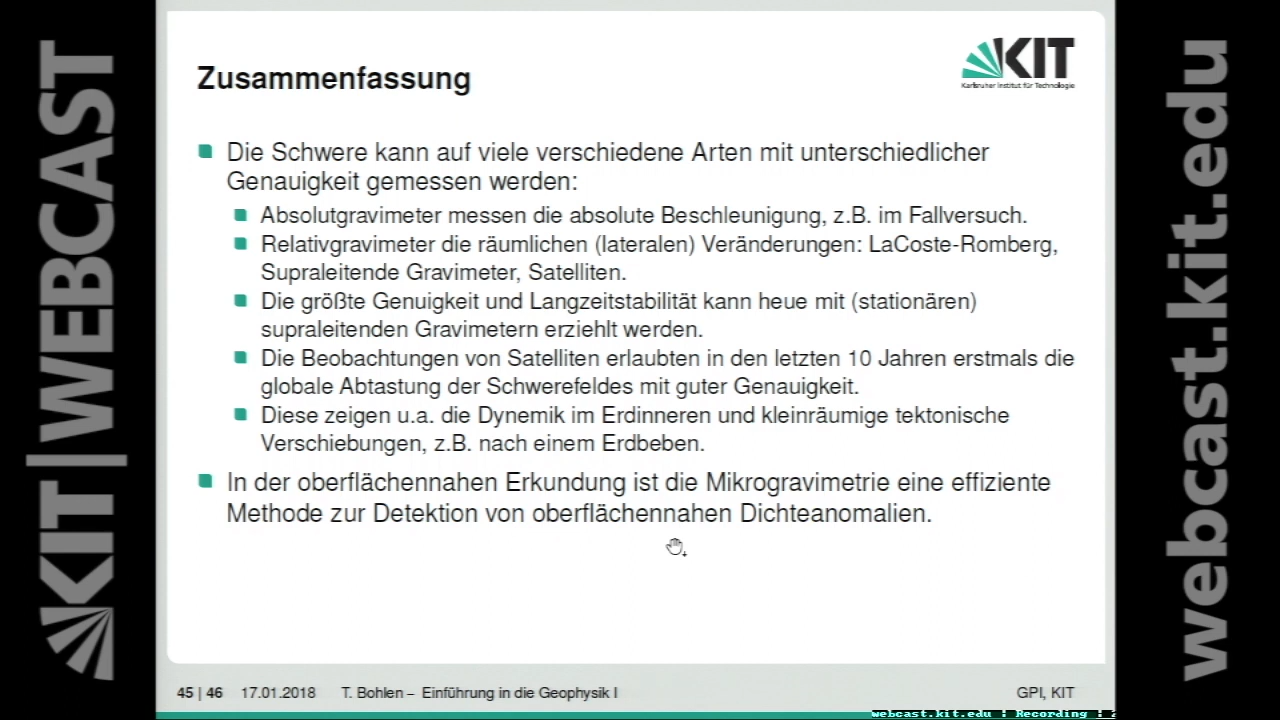 KIT | WEBCAST
Zusammenfassung
KIT
Karlsruher Institut für Technologie
Die Schwere kann auf viele verschiedene Arten mit unterschiedlicher
Genauigkeit gemessen werden:
Absolutgravimeter messen die absolute Beschleunigung, z.B. im Fallversuch.
Relativgravimeter die räumlichen (lateralen) Veränderungen: LaCoste-Romberg,
Supraleitende Gravimeter, Satelliten.
Die größte Genuigkeit und Langzeitstabilität kann heue mit (stationären)
supraleitenden Gravimetern erziehlt werden.
Die Beobachtungen von Satelliten erlaubten in den letzten 10 Jahren erstmals die
globale Abtastung der Schwerefeldes mit guter Genauigkeit.
Diese zeigen u.a. die Dynamik im Erdinneren und kleinräumige tektonische
Verschiebungen, z.B. nach einem Erdbeben.
In der oberflächennahen Erkundung ist die Mikrogravimetrie eine effiziente
Methode zur Detektion von oberflächennahen Dichteanomalien.
45 | 46 17.01.2018 T. Bohlen – Einführung in die Geophysik I
GPI, KIT
webcast.kit.edu : Recording :
webcast.kit.edu